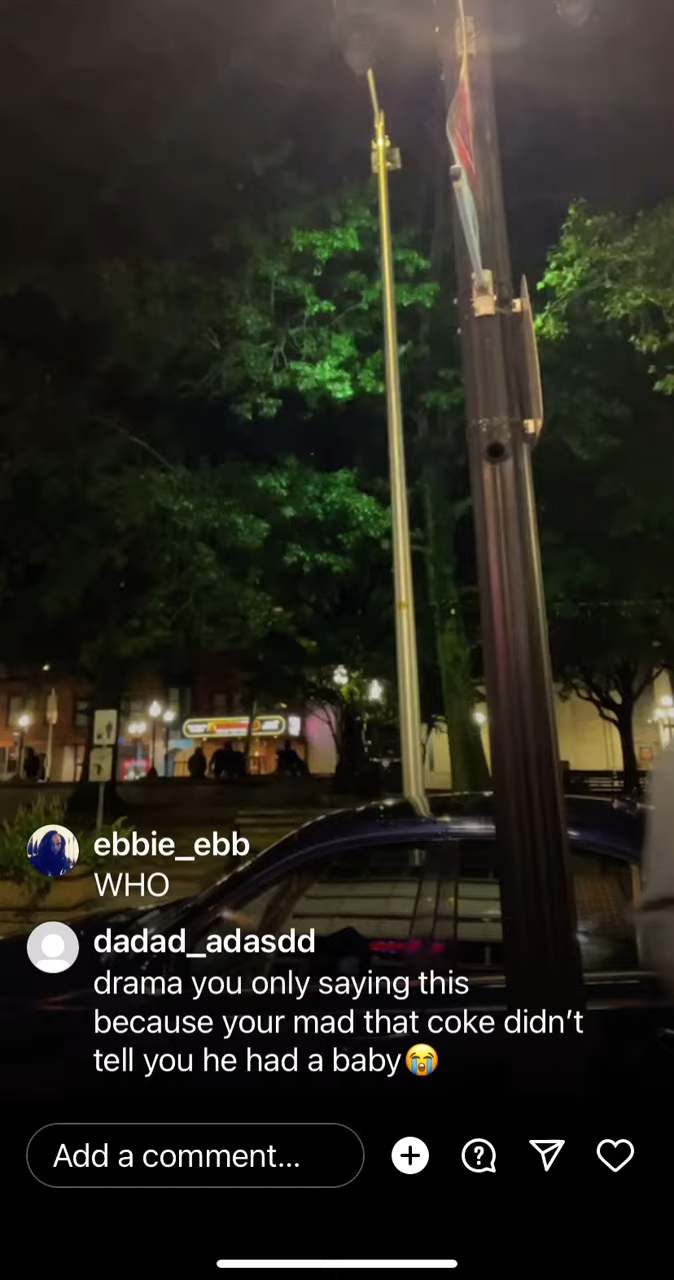 ebbie_ebb
WHO
dadad_adasdd
drama you only saying this
because your mad that coke didn't
tell you he had a baby😭
Add a comment...